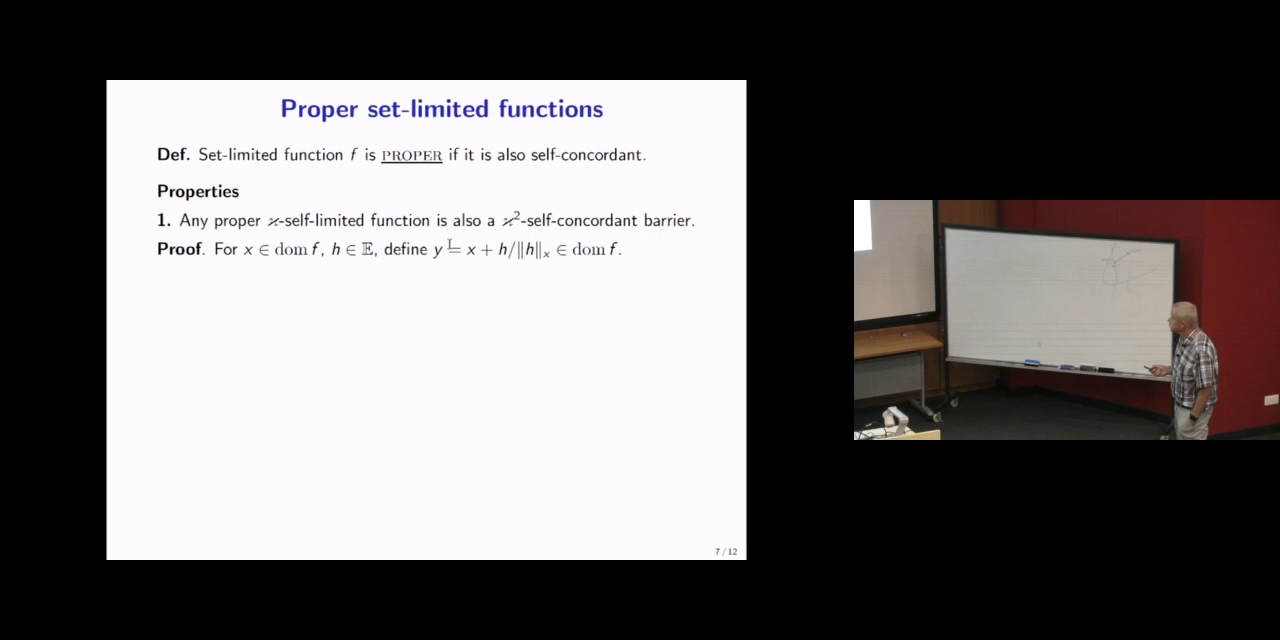 Proper set-limited functions
Def. Set-limited function f is PROPER if it is also self-concordant.
Properties
1. Any proper ϰ-self-limited function is also a ϰ²-self-concordant barrier.
Proof. For x ∈ dom f, h ∈ 𝔼, define y = x + h/‖h‖ₓ ∈ dom f.
7 / 12